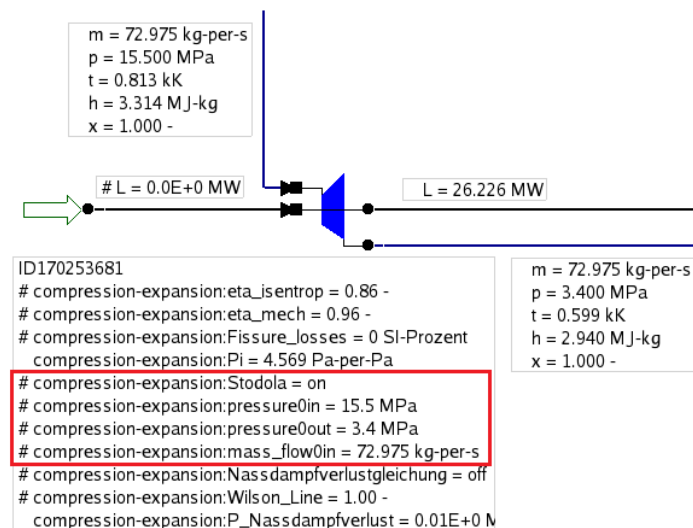 m = 72.975 kg-per-s
p = 15.500 MPa
t = 0.813 kK
h = 3.314 MJ-kg
x = 1.000 -
# L = 0.0E+0 MW
L = 26.226 MW
ID170253681
# compression-expansion:eta_isentrop = 0.86 -
# compression-expansion:eta_mech = 0.96 -
# compression-expansion:Fissure_losses = 0 SI-Prozent
compression-expansion:Pi = 4.569 Pa-per-Pa
# compression-expansion:Stodola = on
# compression-expansion:pressure0in = 15.5 MPa
# compression-expansion:pressure0out = 3.4 MPa
# compression-expansion:mass_flow0in = 72.975 kg-per-s
# compression-expansion:Nassdampfverlustgleichung = off
# compression-expansion:Wilson_Line = 1.00 -
compression-expansion:P_Nassdampfverlust = 0.01E+0 M
m = 72.975 kg-per-s
p = 3.400 MPa
t = 0.599 kK
h = 2.940 MJ-kg
x = 1.000 -